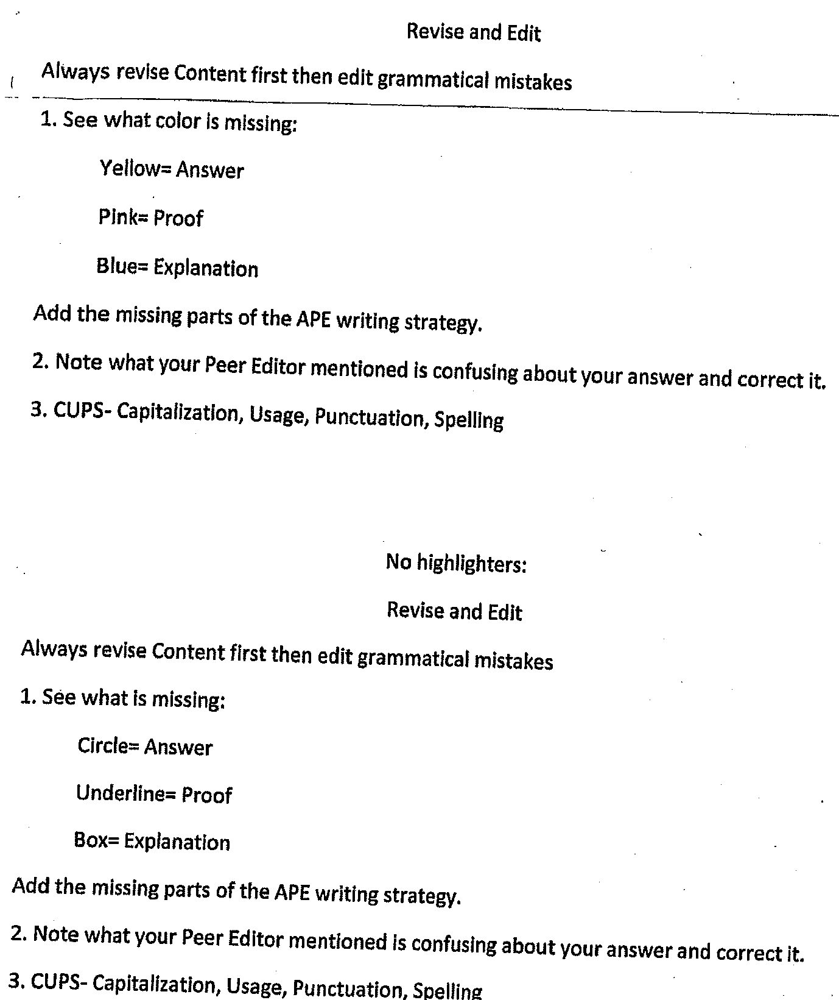 Revise and Edit
Always revise Content first then edit grammatical mistakes
1. See what color is missing:
Yellow= Answer
Pink= Proof
Blue= Explanation
Add the missing parts of the APE writing strategy.
2. Note what your Peer Editor mentioned is confusing about your answer and correct it.
3. CUPS- Capitalization, Usage, Punctuation, Spelling
No highlighters:
Revise and Edit
Always revise Content first then edit grammatical mistakes
1. See what is missing:
Circle= Answer
Underline= Proof
Box= Explanation
Add the missing parts of the APE writing strategy.
2. Note what your Peer Editor mentioned is confusing about your answer and correct it.
3. CUPS- Capitalization, Usage, Punctuation, Spelling